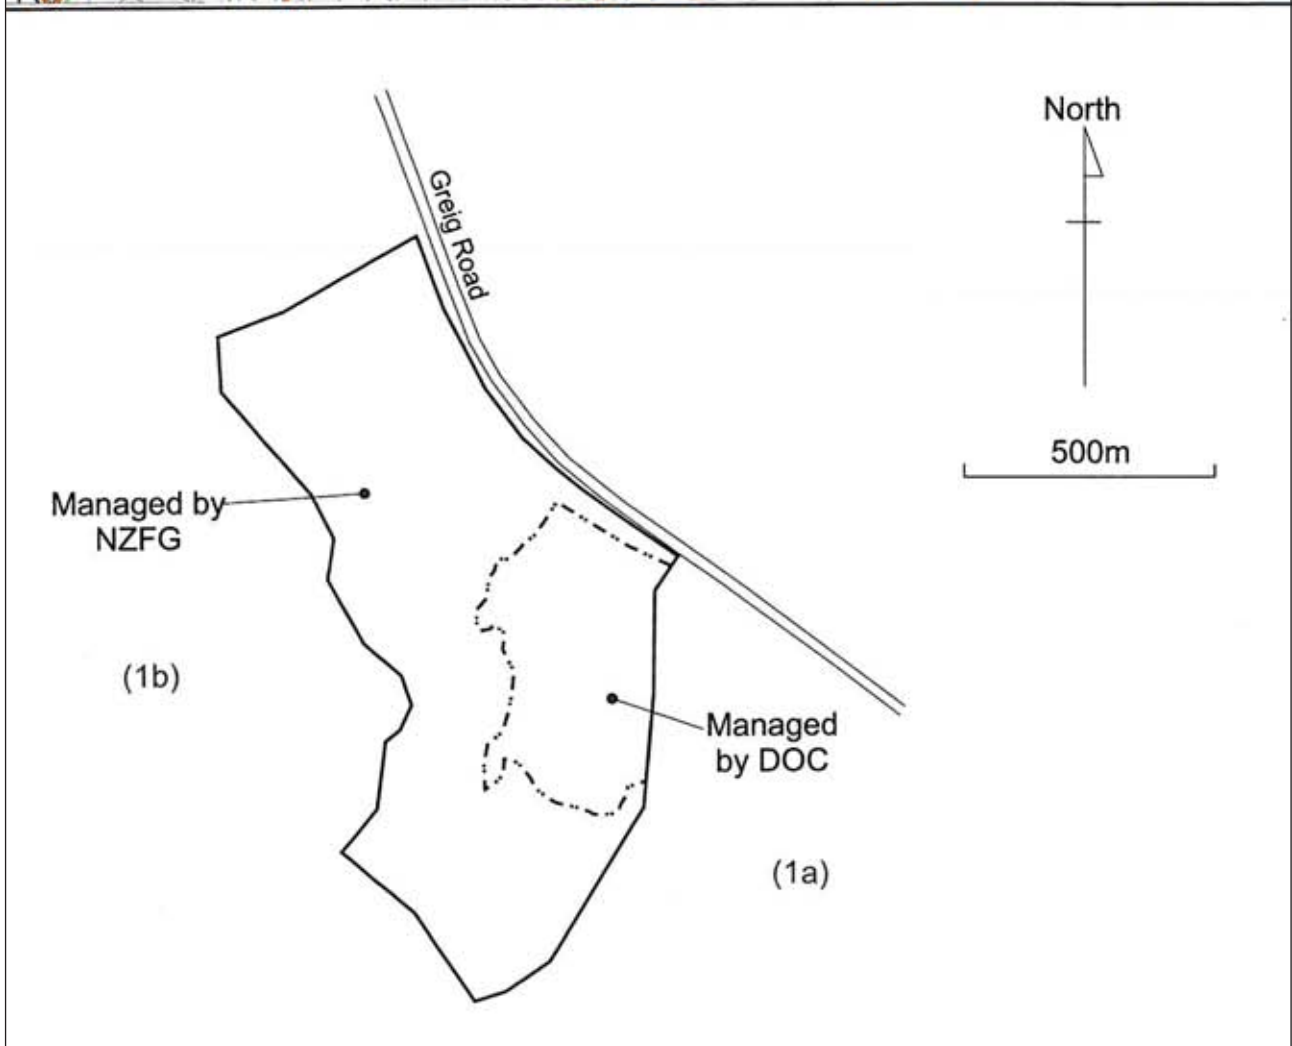 North
Greig Road
500m
Managed by
NZFG
(1b)
Managed
by DOC
(1a)